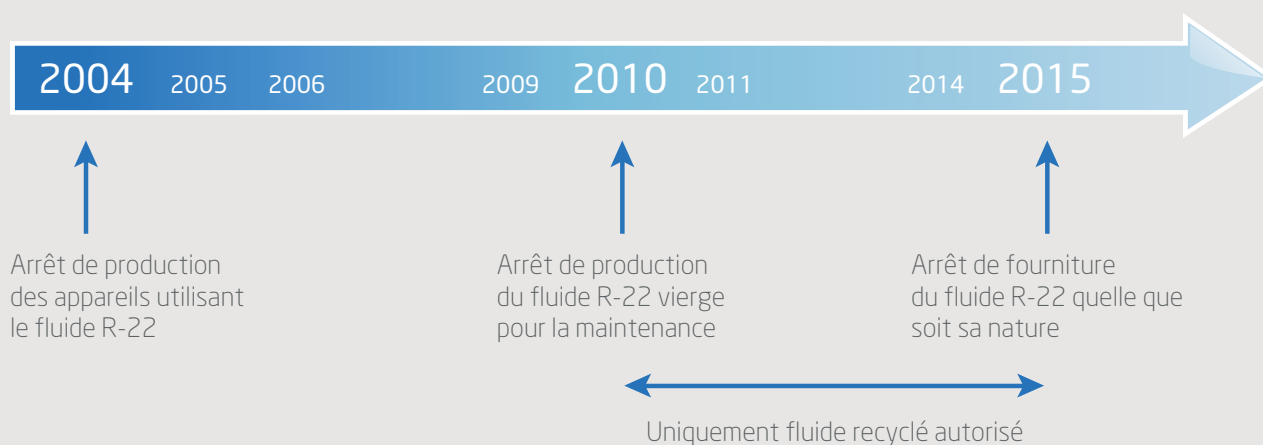 2004 2005 2006 2009 2010 2011 2014 2015
Arrêt de production
des appareils utilisant
le fluide R-22
Arrêt de production
du fluide R-22 vierge
pour la maintenance
Arrêt de fourniture
du fluide R-22 quelle que
soit sa nature
Uniquement fluide recyclé autorisé